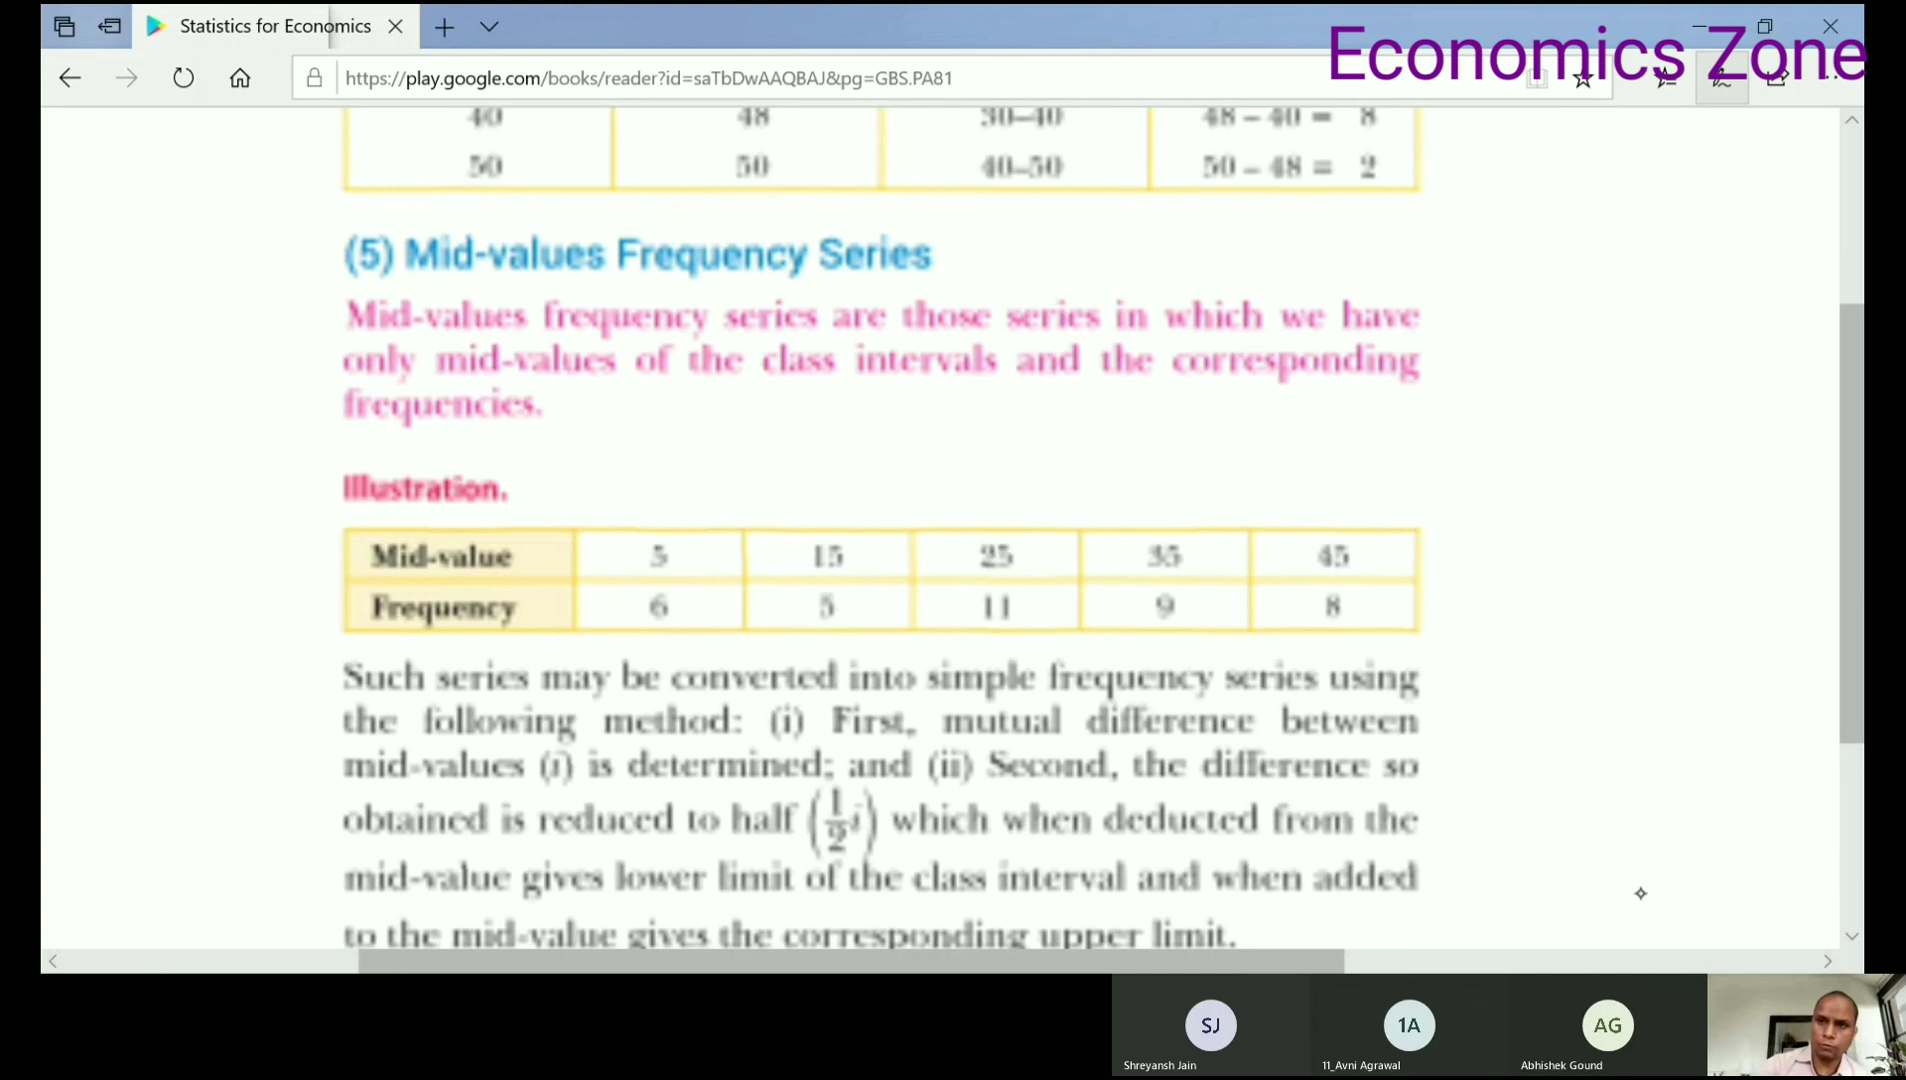 Statistics for Economics
Economics Zone
https://play.google.com/books/reader?id=saTbDwAAQBAJ&pg=GBS.PA81
40 48 30–40 48 – 40 = 8
50 50 40–50 50 – 48 = 2
(5) Mid-values Frequency Series
Mid-values frequency series are those series in which we have
only mid-values of the class intervals and the corresponding
frequencies.
Illustration.
Mid-value 5 15 25 35 45
Frequency 6 5 11 9 8
Such series may be converted into simple frequency series using
the following method: (i) First, mutual difference between
mid-values (i) is determined; and (ii) Second, the difference so
obtained is reduced to half (1/2 i) which when deducted from the
mid-value gives lower limit of the class interval and when added
to the mid-value gives the corresponding upper limit.
SJ 1A AG
Shreyansh Jain 11_Avni Agrawal Abhishek Gound